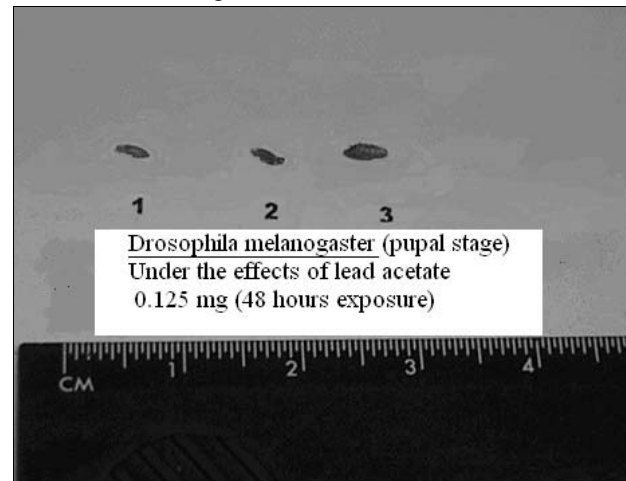 1 2 3
Drosophila melanogaster (pupal stage)
Under the effects of lead acetate
0.125 mg (48 hours exposure)
1 2 3 4
CM